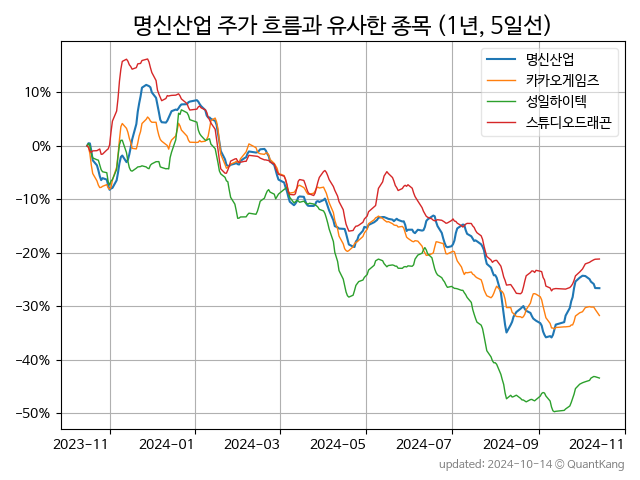 명신산업 주가 흐름과 유사한 종목 (1년, 5일선)
명신산업
카카오게임즈
성일하이텍
스튜디오드래곤
10%
0%
−10%
−20%
−30%
−40%
−50%
2023-11 2024-01 2024-03 2024-05 2024-07 2024-09 2024-11
updated: 2024-10-14 © QuantKang